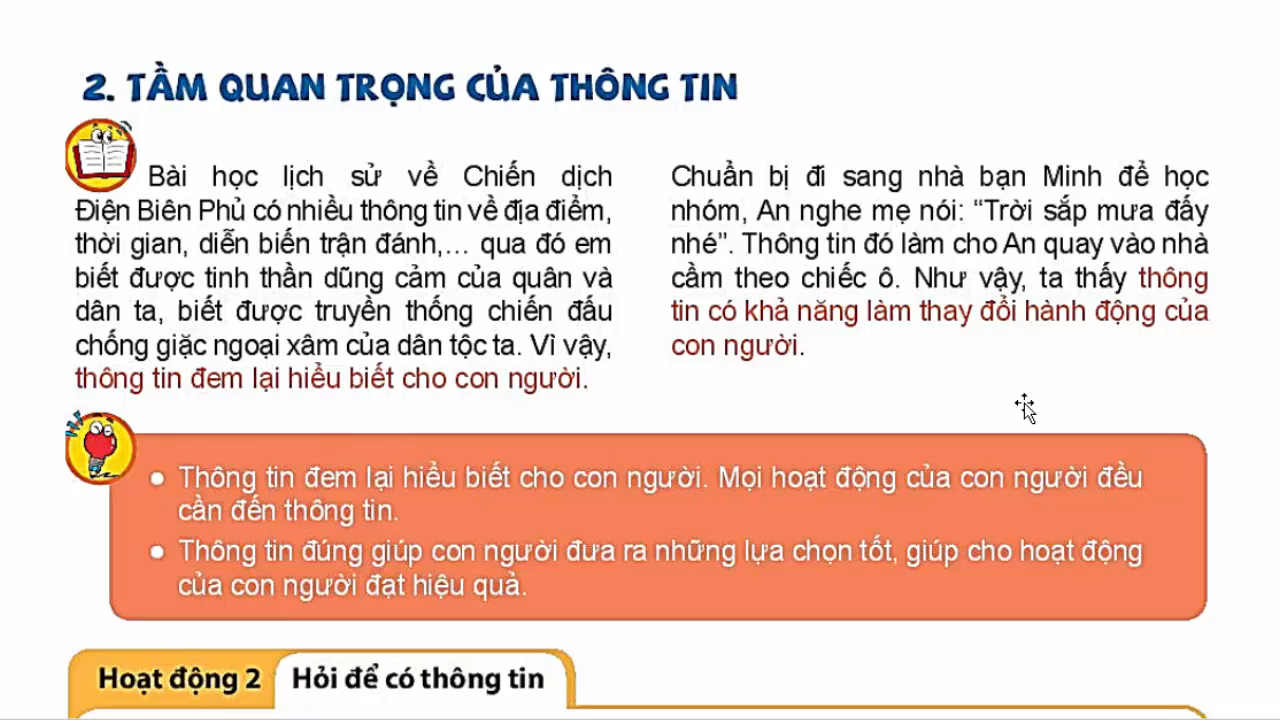 2. TẦM QUAN TRỌNG CỦA THÔNG TIN
Bài học lịch sử về Chiến dịch
Điện Biên Phủ có nhiều thông tin về địa điểm,
thời gian, diễn biến trận đánh,... qua đó em
biết được tinh thần dũng cảm của quân và
dân ta, biết được truyền thống chiến đấu
chống giặc ngoại xâm của dân tộc ta. Vì vậy,
thông tin đem lại hiểu biết cho con người.
Chuẩn bị đi sang nhà bạn Minh để học
nhóm, An nghe mẹ nói: “Trời sắp mưa đấy
nhé”. Thông tin đó làm cho An quay vào nhà
cầm theo chiếc ô. Như vậy, ta thấy thông
tin có khả năng làm thay đổi hành động của
con người.
• Thông tin đem lại hiểu biết cho con người. Mọi hoạt động của con người đều
cần đến thông tin.
• Thông tin đúng giúp con người đưa ra những lựa chọn tốt, giúp cho hoạt động
của con người đạt hiệu quả.
Hoạt động 2 Hỏi để có thông tin